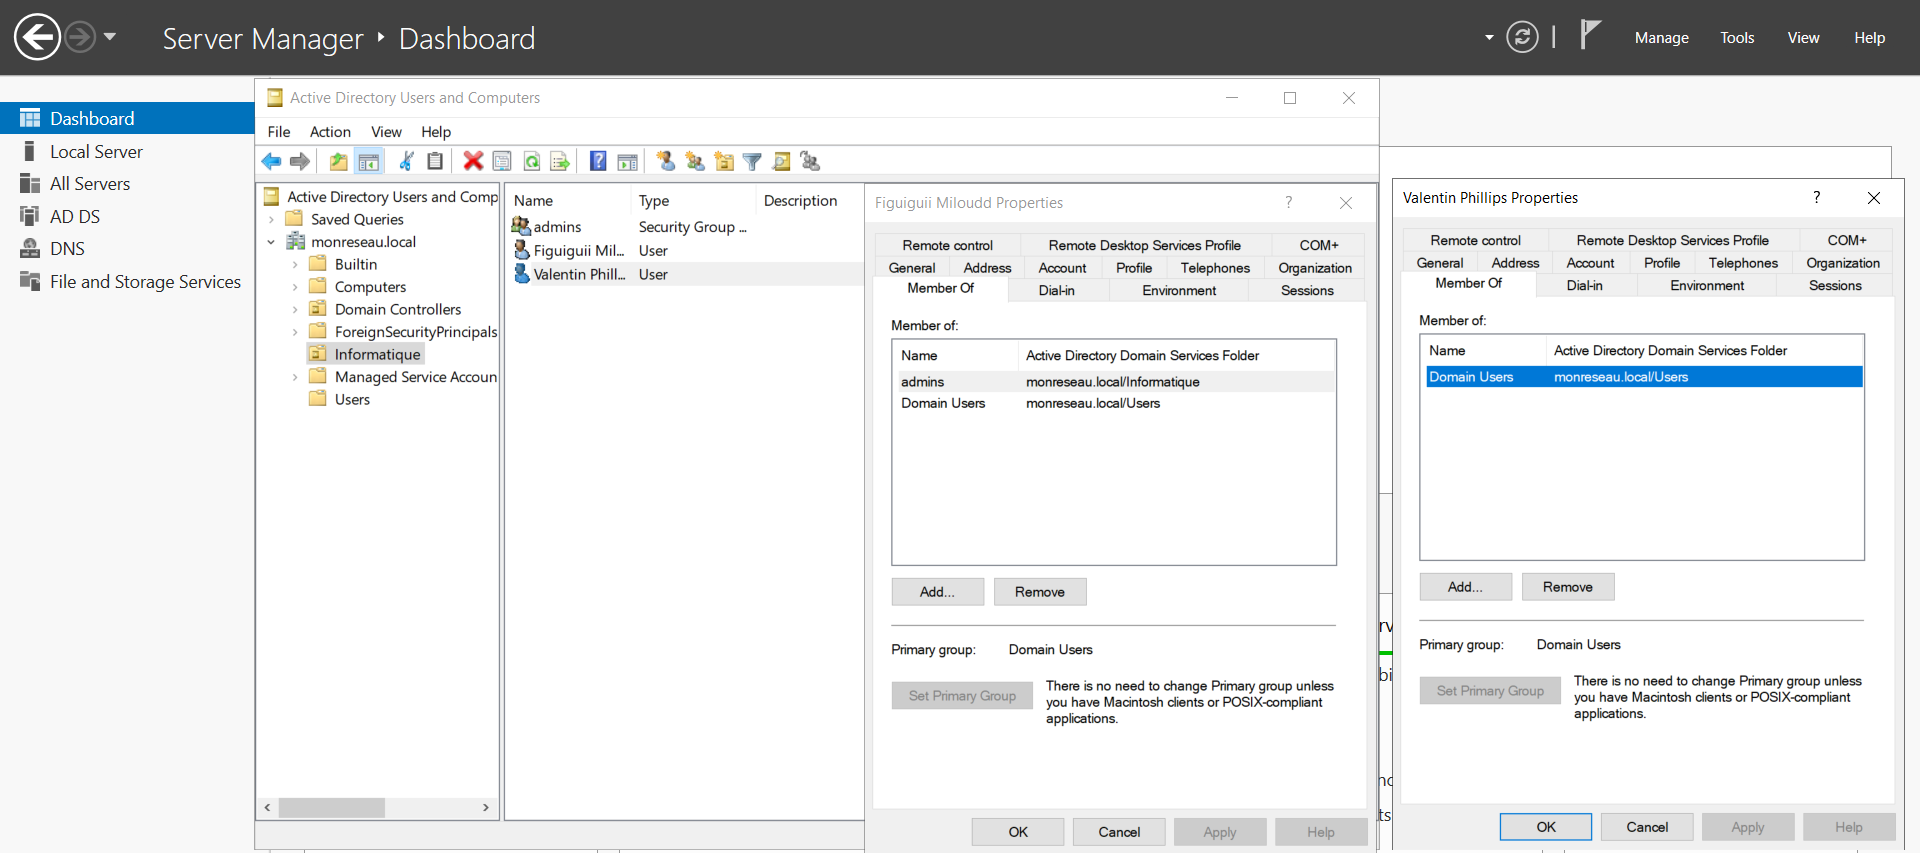 Server Manager ‣ Dashboard
Manage Tools View Help
Dashboard
Local Server
All Servers
AD DS
DNS
File and Storage Services
Active Directory Users and Computers
File Action View Help
Active Directory Users and Comp
Saved Queries
monreseau.local
Builtin
Computers
Domain Controllers
ForeignSecurityPrincipals
Informatique
Managed Service Accoun
Users
Name Type Description
admins Security Group ...
Figuiguii Mil... User
Valentin Phill... User
Figuiguii Miloudd Properties
Remote control Remote Desktop Services Profile COM+
General Address Account Profile Telephones Organization
Member Of Dial-in Environment Sessions
Member of:
Name Active Directory Domain Services Folder
admins monreseau.local/Informatique
Domain Users monreseau.local/Users
Add... Remove
Primary group: Domain Users
Set Primary Group
There is no need to change Primary group unless
you have Macintosh clients or POSIX-compliant
applications.
OK Cancel Apply Help
Valentin Phillips Properties
Remote control Remote Desktop Services Profile COM+
General Address Account Profile Telephones Organization
Member Of Dial-in Environment Sessions
Member of:
Name Active Directory Domain Services Folder
Domain Users monreseau.local/Users
Add... Remove
Primary group: Domain Users
Set Primary Group
There is no need to change Primary group unless
you have Macintosh clients or POSIX-compliant
applications.
OK Cancel Apply Help